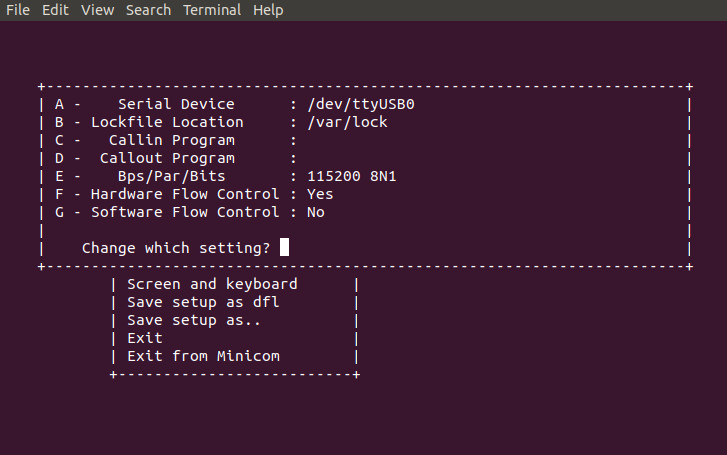 File Edit View Search Terminal Help
+-----------------------------------------------------------------------+
| A -    Serial Device      : /dev/ttyUSB0                              |
| B - Lockfile Location     : /var/lock                                 |
| C -   Callin Program      :                                           |
| D -  Callout Program      :                                           |
| E -    Bps/Par/Bits       : 115200 8N1                                |
| F - Hardware Flow Control : Yes                                       |
| G - Software Flow Control : No                                        |
|                                                                       |
|    Change which setting?                                              |
+-----------------------------------------------------------------------+
| Screen and keyboard      |
| Save setup as dfl        |
| Save setup as..          |
| Exit                     |
| Exit from Minicom        |
+--------------------------+